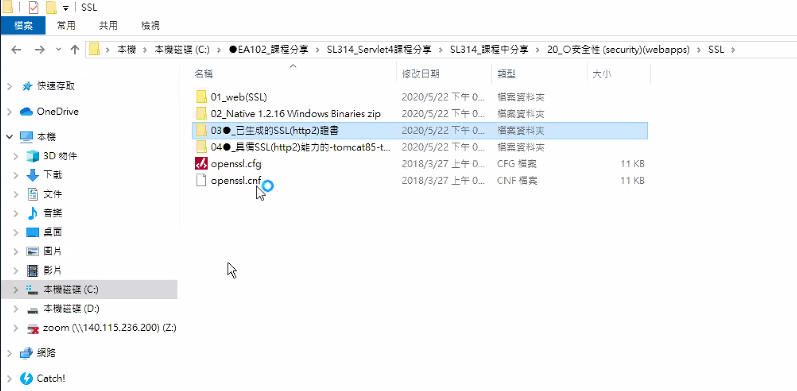 SSL
檔案 常用 共用 檢視
本機 › 本機磁碟 (C:) › ●EA102_課程分享 › SL314_Servlet4課程分享 › SL314_課程中分享 › 20_○安全性 (security)(webapps) › SSL ›
名稱 修改日期 類型 大小
快速存取
OneDrive
本機
3D 物件
下載
文件
音樂
桌面
圖片
影片
本機磁碟 (C:)
本機磁碟 (D:)
zoom (\\140.115.236.200) (Z:)
網路
Catch!
01_web(SSL) 2020/5/22 下午 0... 檔案資料夾
02_Native 1.2.16 Windows Binaries zip 2020/5/22 下午 0... 檔案資料夾
03●_已生成的SSL(http2)證書 2020/5/22 下午 0... 檔案資料夾
04●_具備SSL(http2)能力的-tomcat85-t... 2020/5/22 下午 0... 檔案資料夾
openssl.cfg 2018/3/27 上午 0... CFG 檔案 11 KB
openssl.cnf 2018/3/27 上午 0... CNF 檔案 11 KB